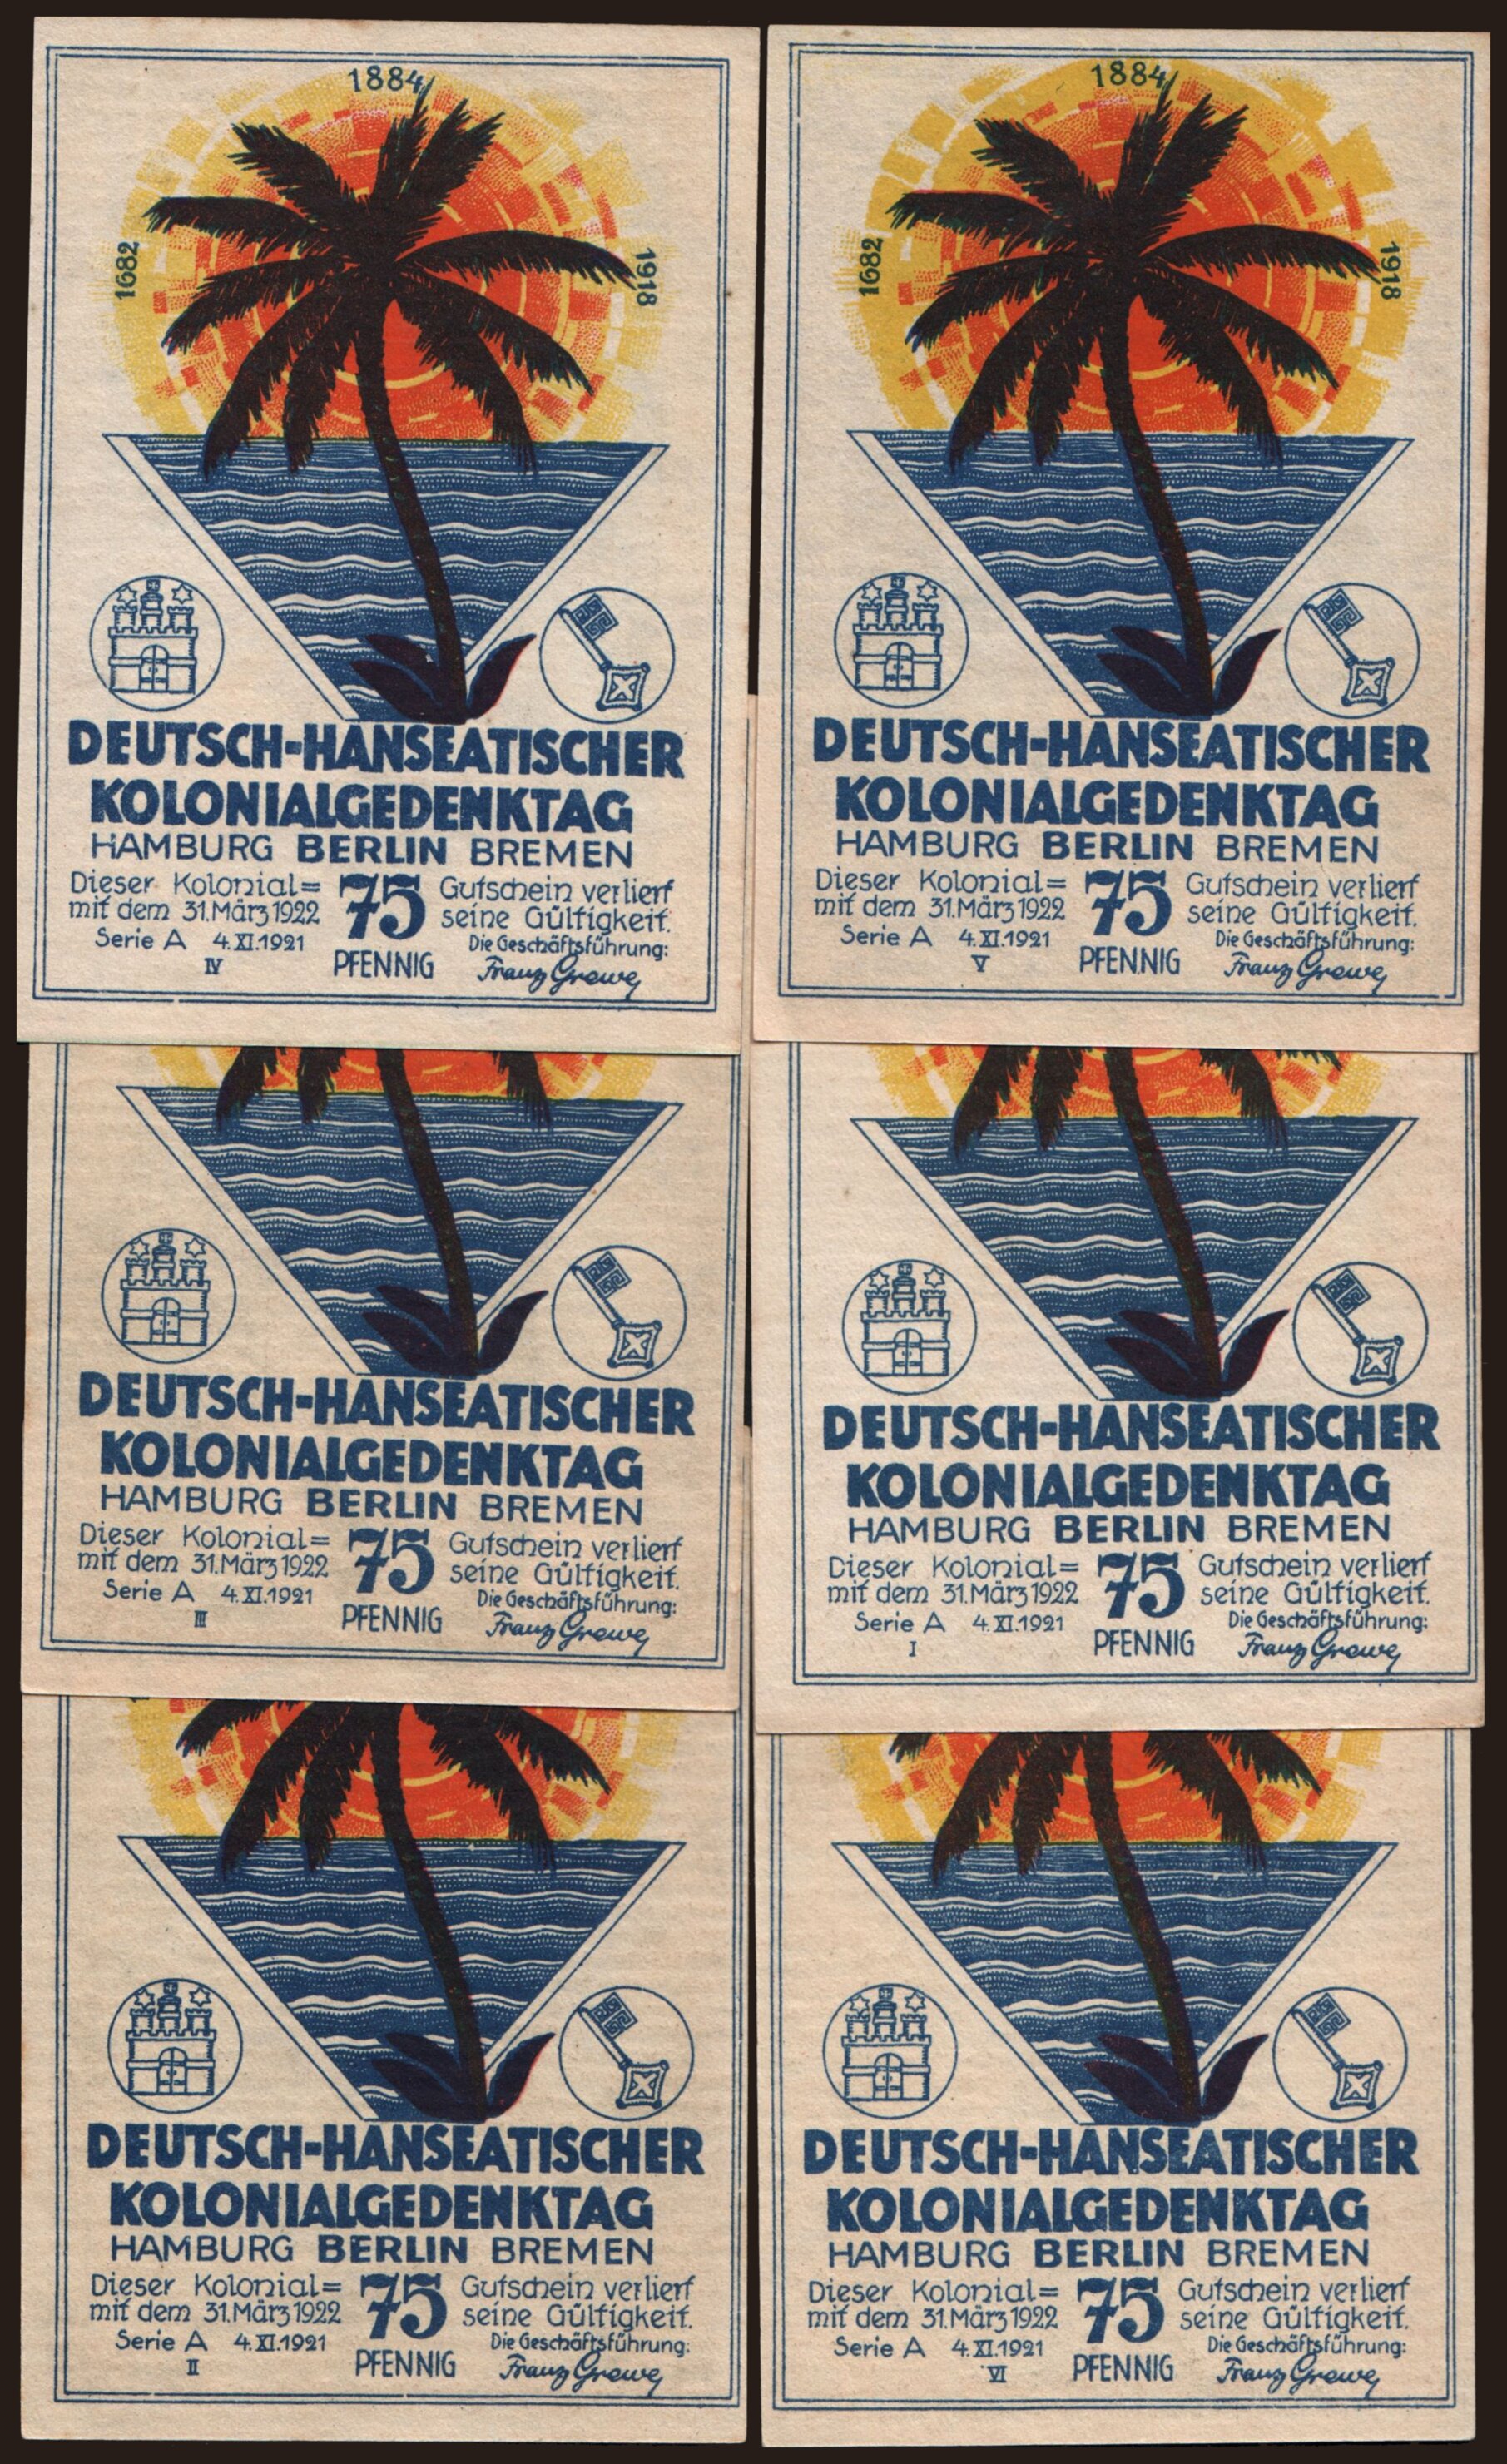 1884
1682
1918
DEUTSCH-HANSEATISCHER
KOLONIALGEDENKTAG
HAMBURG BERLIN BREMEN
Dieser Kolonial= 75 Gutschein verliert
mit dem 31. März 1922 seine Gültigkeit.
Serie A 4. XI. 1921 Die Geschäftsführung:
IV PFENNIG Franz Grewe
1884
1682
1918
DEUTSCH-HANSEATISCHER
KOLONIALGEDENKTAG
HAMBURG BERLIN BREMEN
Dieser Kolonial= 75 Gutschein verliert
mit dem 31. März 1922 seine Gültigkeit.
Serie A 4. XI. 1921 Die Geschäftsführung:
V PFENNIG Franz Grewe
DEUTSCH-HANSEATISCHER
KOLONIALGEDENKTAG
HAMBURG BERLIN BREMEN
Dieser Kolonial= 75 Gutschein verliert
mit dem 31. März 1922 seine Gültigkeit.
Serie A 4. XI. 1921 Die Geschäftsführung:
III PFENNIG Franz Grewe
DEUTSCH-HANSEATISCHER
KOLONIALGEDENKTAG
HAMBURG BERLIN BREMEN
Dieser Kolonial= 75 Gutschein verliert
mit dem 31. März 1922 seine Gültigkeit.
Serie A 4. XI. 1921 Die Geschäftsführung:
I PFENNIG Franz Grewe
DEUTSCH-HANSEATISCHER
KOLONIALGEDENKTAG
HAMBURG BERLIN BREMEN
Dieser Kolonial= 75 Gutschein verliert
mit dem 31. März 1922 seine Gültigkeit.
Serie A 4. XI. 1921 Die Geschäftsführung:
II PFENNIG Franz Grewe
DEUTSCH-HANSEATISCHER
KOLONIALGEDENKTAG
HAMBURG BERLIN BREMEN
Dieser Kolonial= 75 Gutschein verliert
mit dem 31. März 1922 seine Gültigkeit.
Serie A 4. XI. 1921 Die Geschäftsführung:
VI PFENNIG Franz Grewe